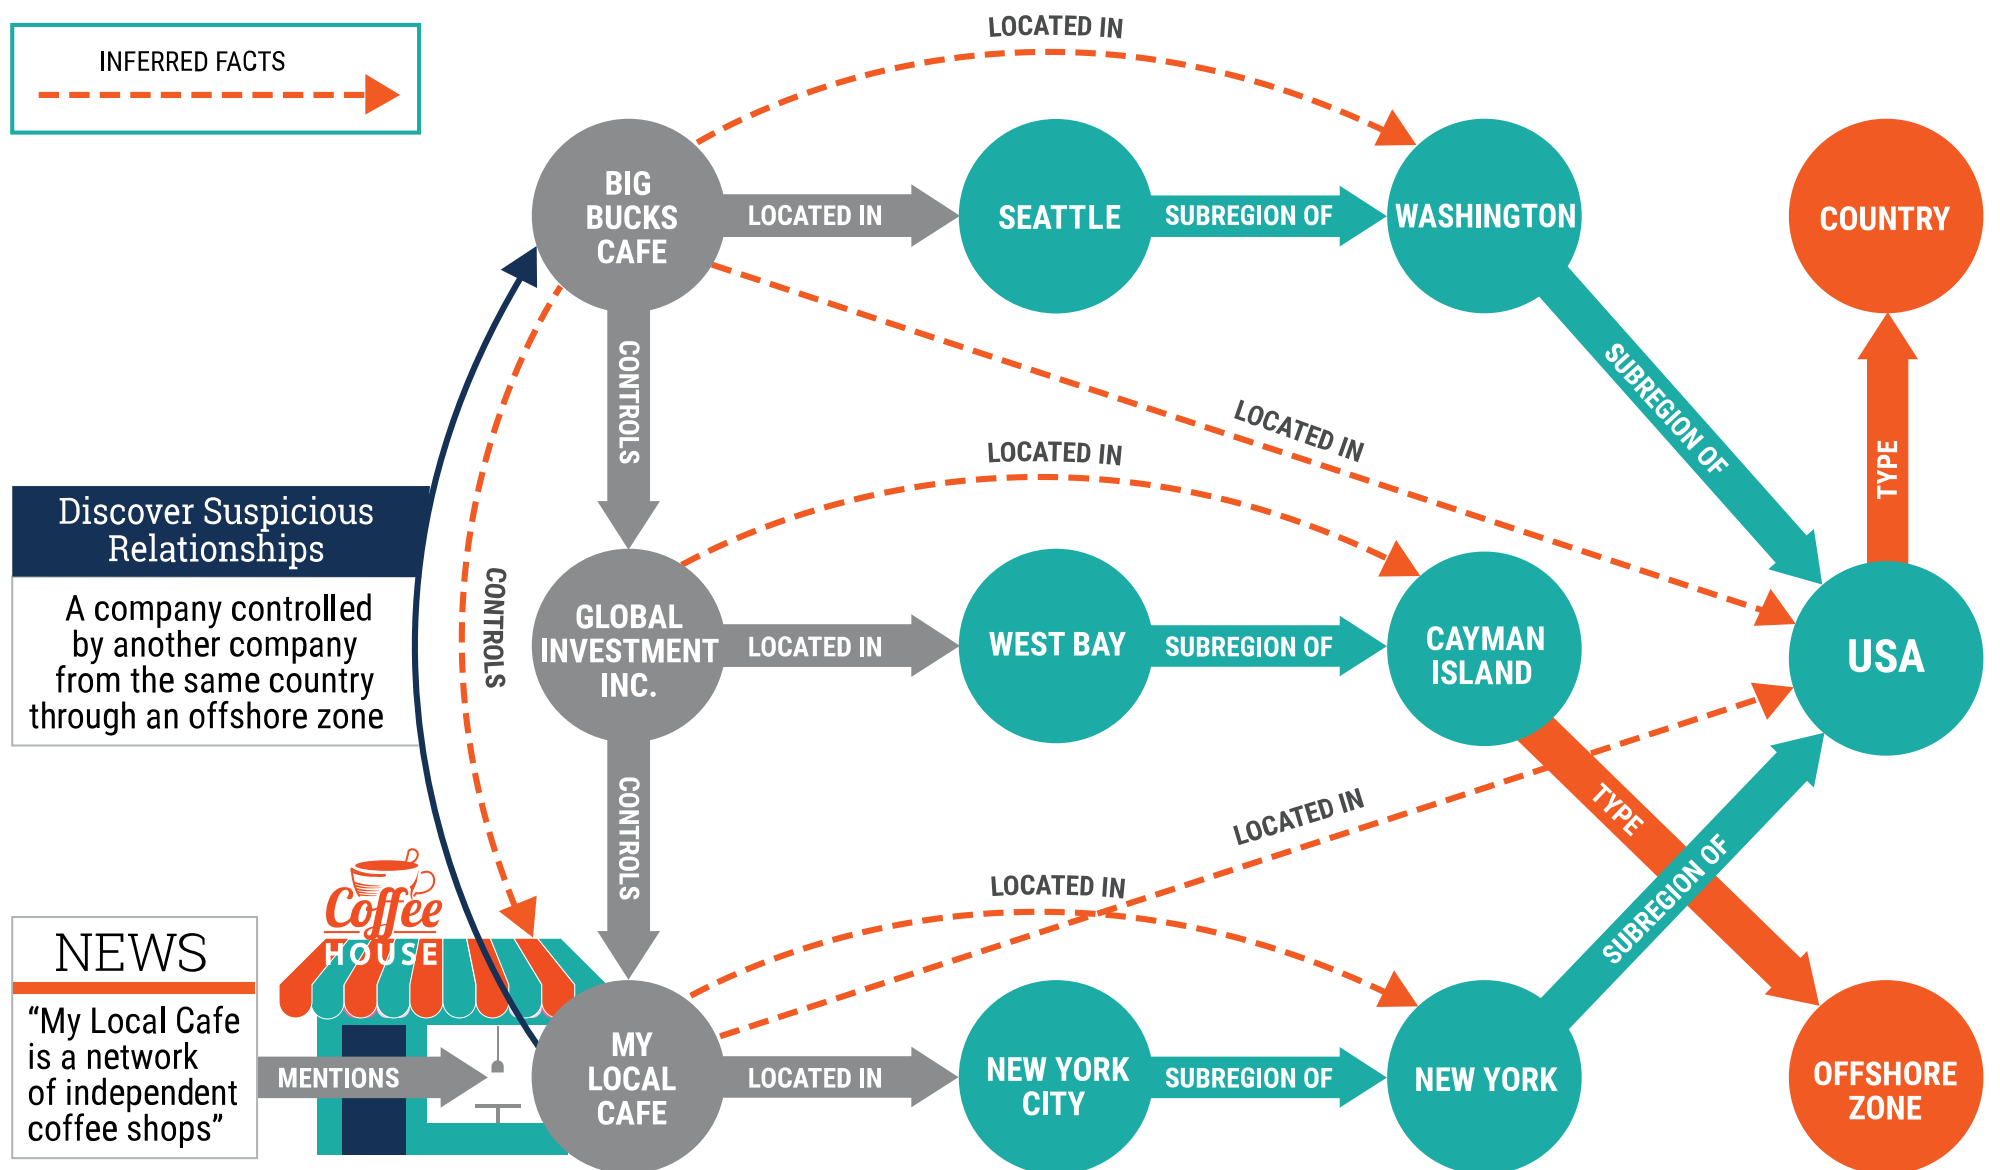 INFERRED FACTS
LOCATED IN
BIG
BUCKS
CAFE
LOCATED IN
SEATTLE
SUBREGION OF
WASHINGTON
COUNTRY
CONTROLS
SUBREGION OF
LOCATED IN
LOCATED IN
TYPE
Discover Suspicious
Relationships
A company controlled
by another company
from the same country
through an offshore zone
CONTROLS
GLOBAL
INVESTMENT
INC.
LOCATED IN
WEST BAY
SUBREGION OF
CAYMAN
ISLAND
USA
CONTROLS
LOCATED IN
TYPE
SUBREGION OF
LOCATED IN
Coffee
HOUSE
NEWS
“My Local Cafe
is a network
of independent
coffee shops”
MENTIONS
MY
LOCAL
CAFE
LOCATED IN
NEW YORK
CITY
SUBREGION OF
NEW YORK
OFFSHORE
ZONE